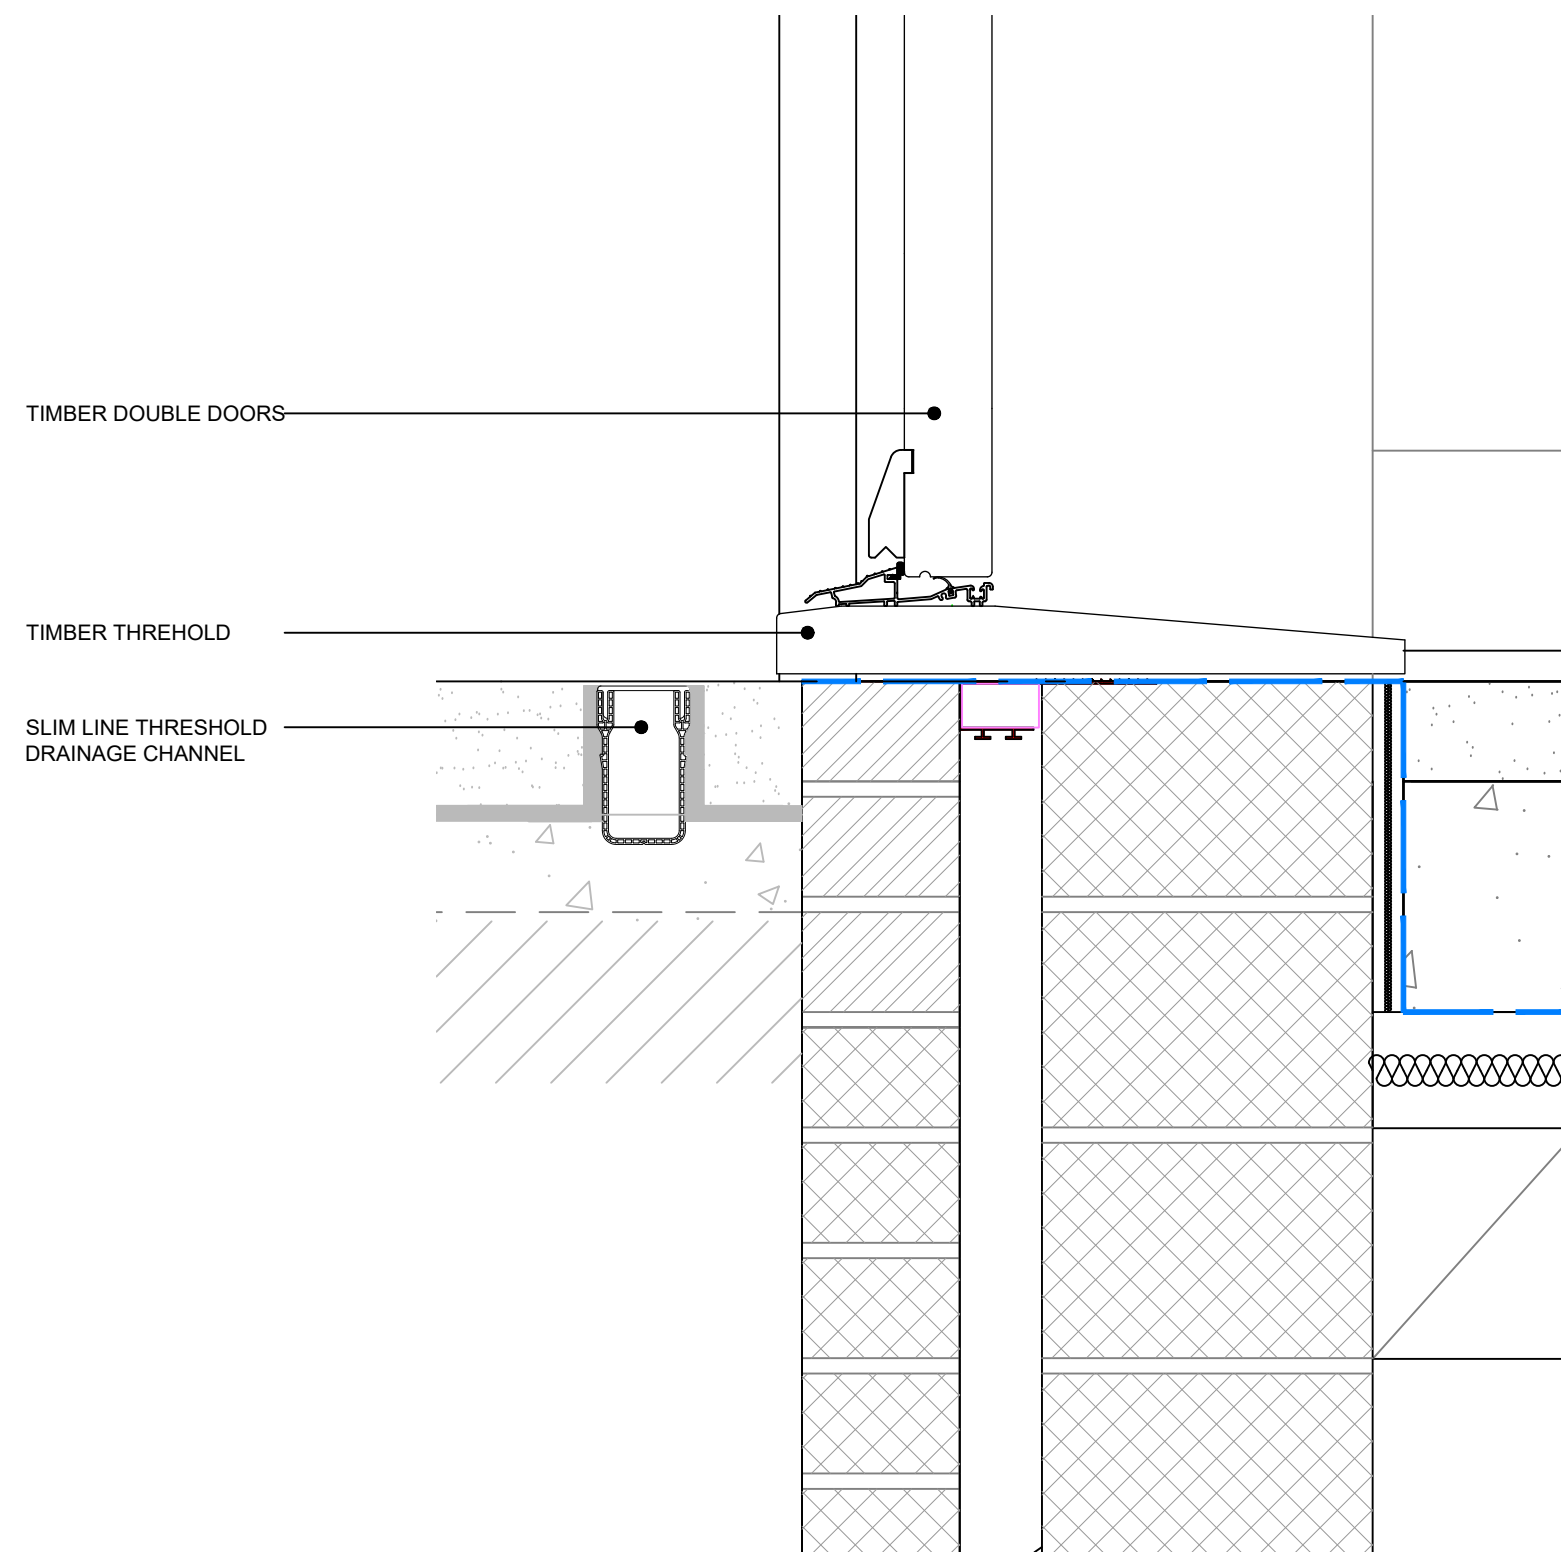 TIMBER DOUBLE DOORS
TIMBER THREHOLD
SLIM LINE THRESHOLD
DRAINAGE CHANNEL